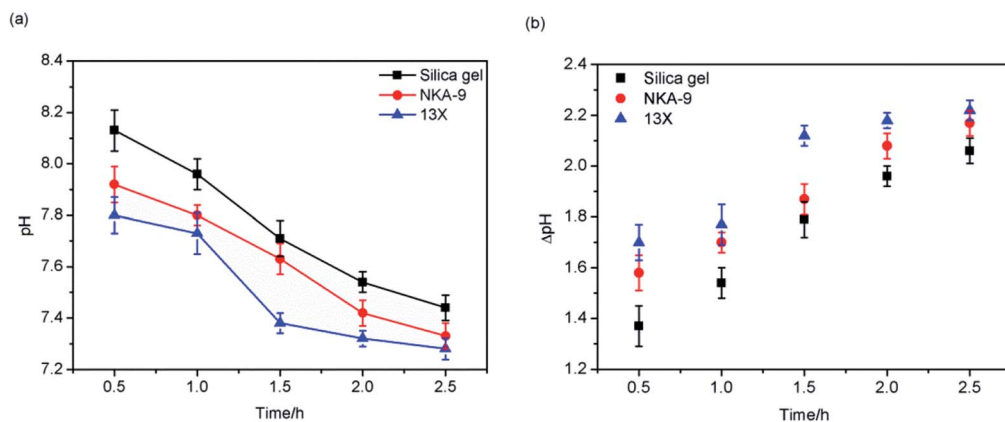 (a)
8.4
8.2
8.0
7.8
7.6
7.4
7.2
pH
0.5 1.0 1.5 2.0 2.5
Time/h
Silica gel
NKA-9
13X
(b)
2.4
2.2
2.0
1.8
1.6
1.4
1.2
ΔpH
0.5 1.0 1.5 2.0 2.5
Time/h
Silica gel
NKA-9
13X